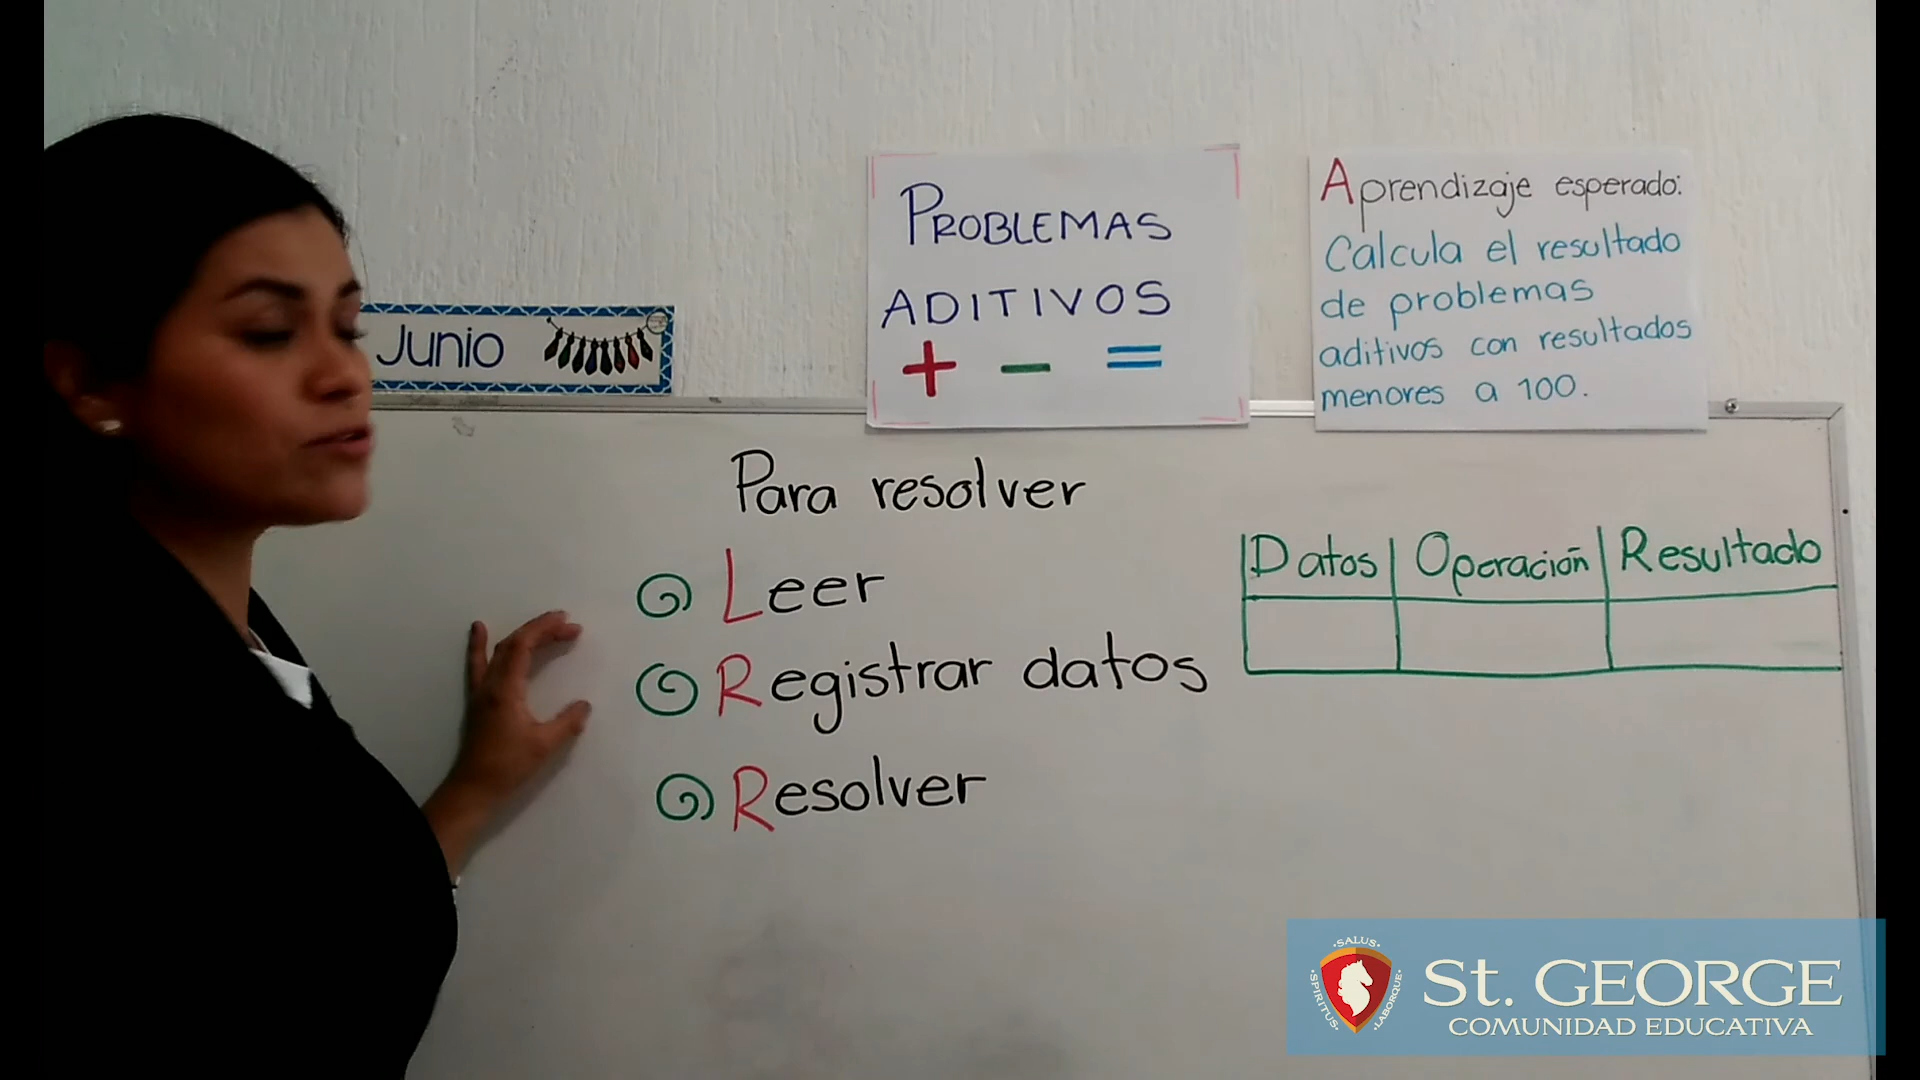 Junio
PROBLEMAS
ADITIVOS
+ - =
Aprendizaje esperado:
Calcula el resultado
de problemas
aditivos con resultados
menores a 100.
Para resolver
Leer
Registrar datos
Resolver
Datos Operación Resultado
·SALUS·
SPIRITUS·
LABORQUE·
St. GEORGE
COMUNIDAD EDUCATIVA